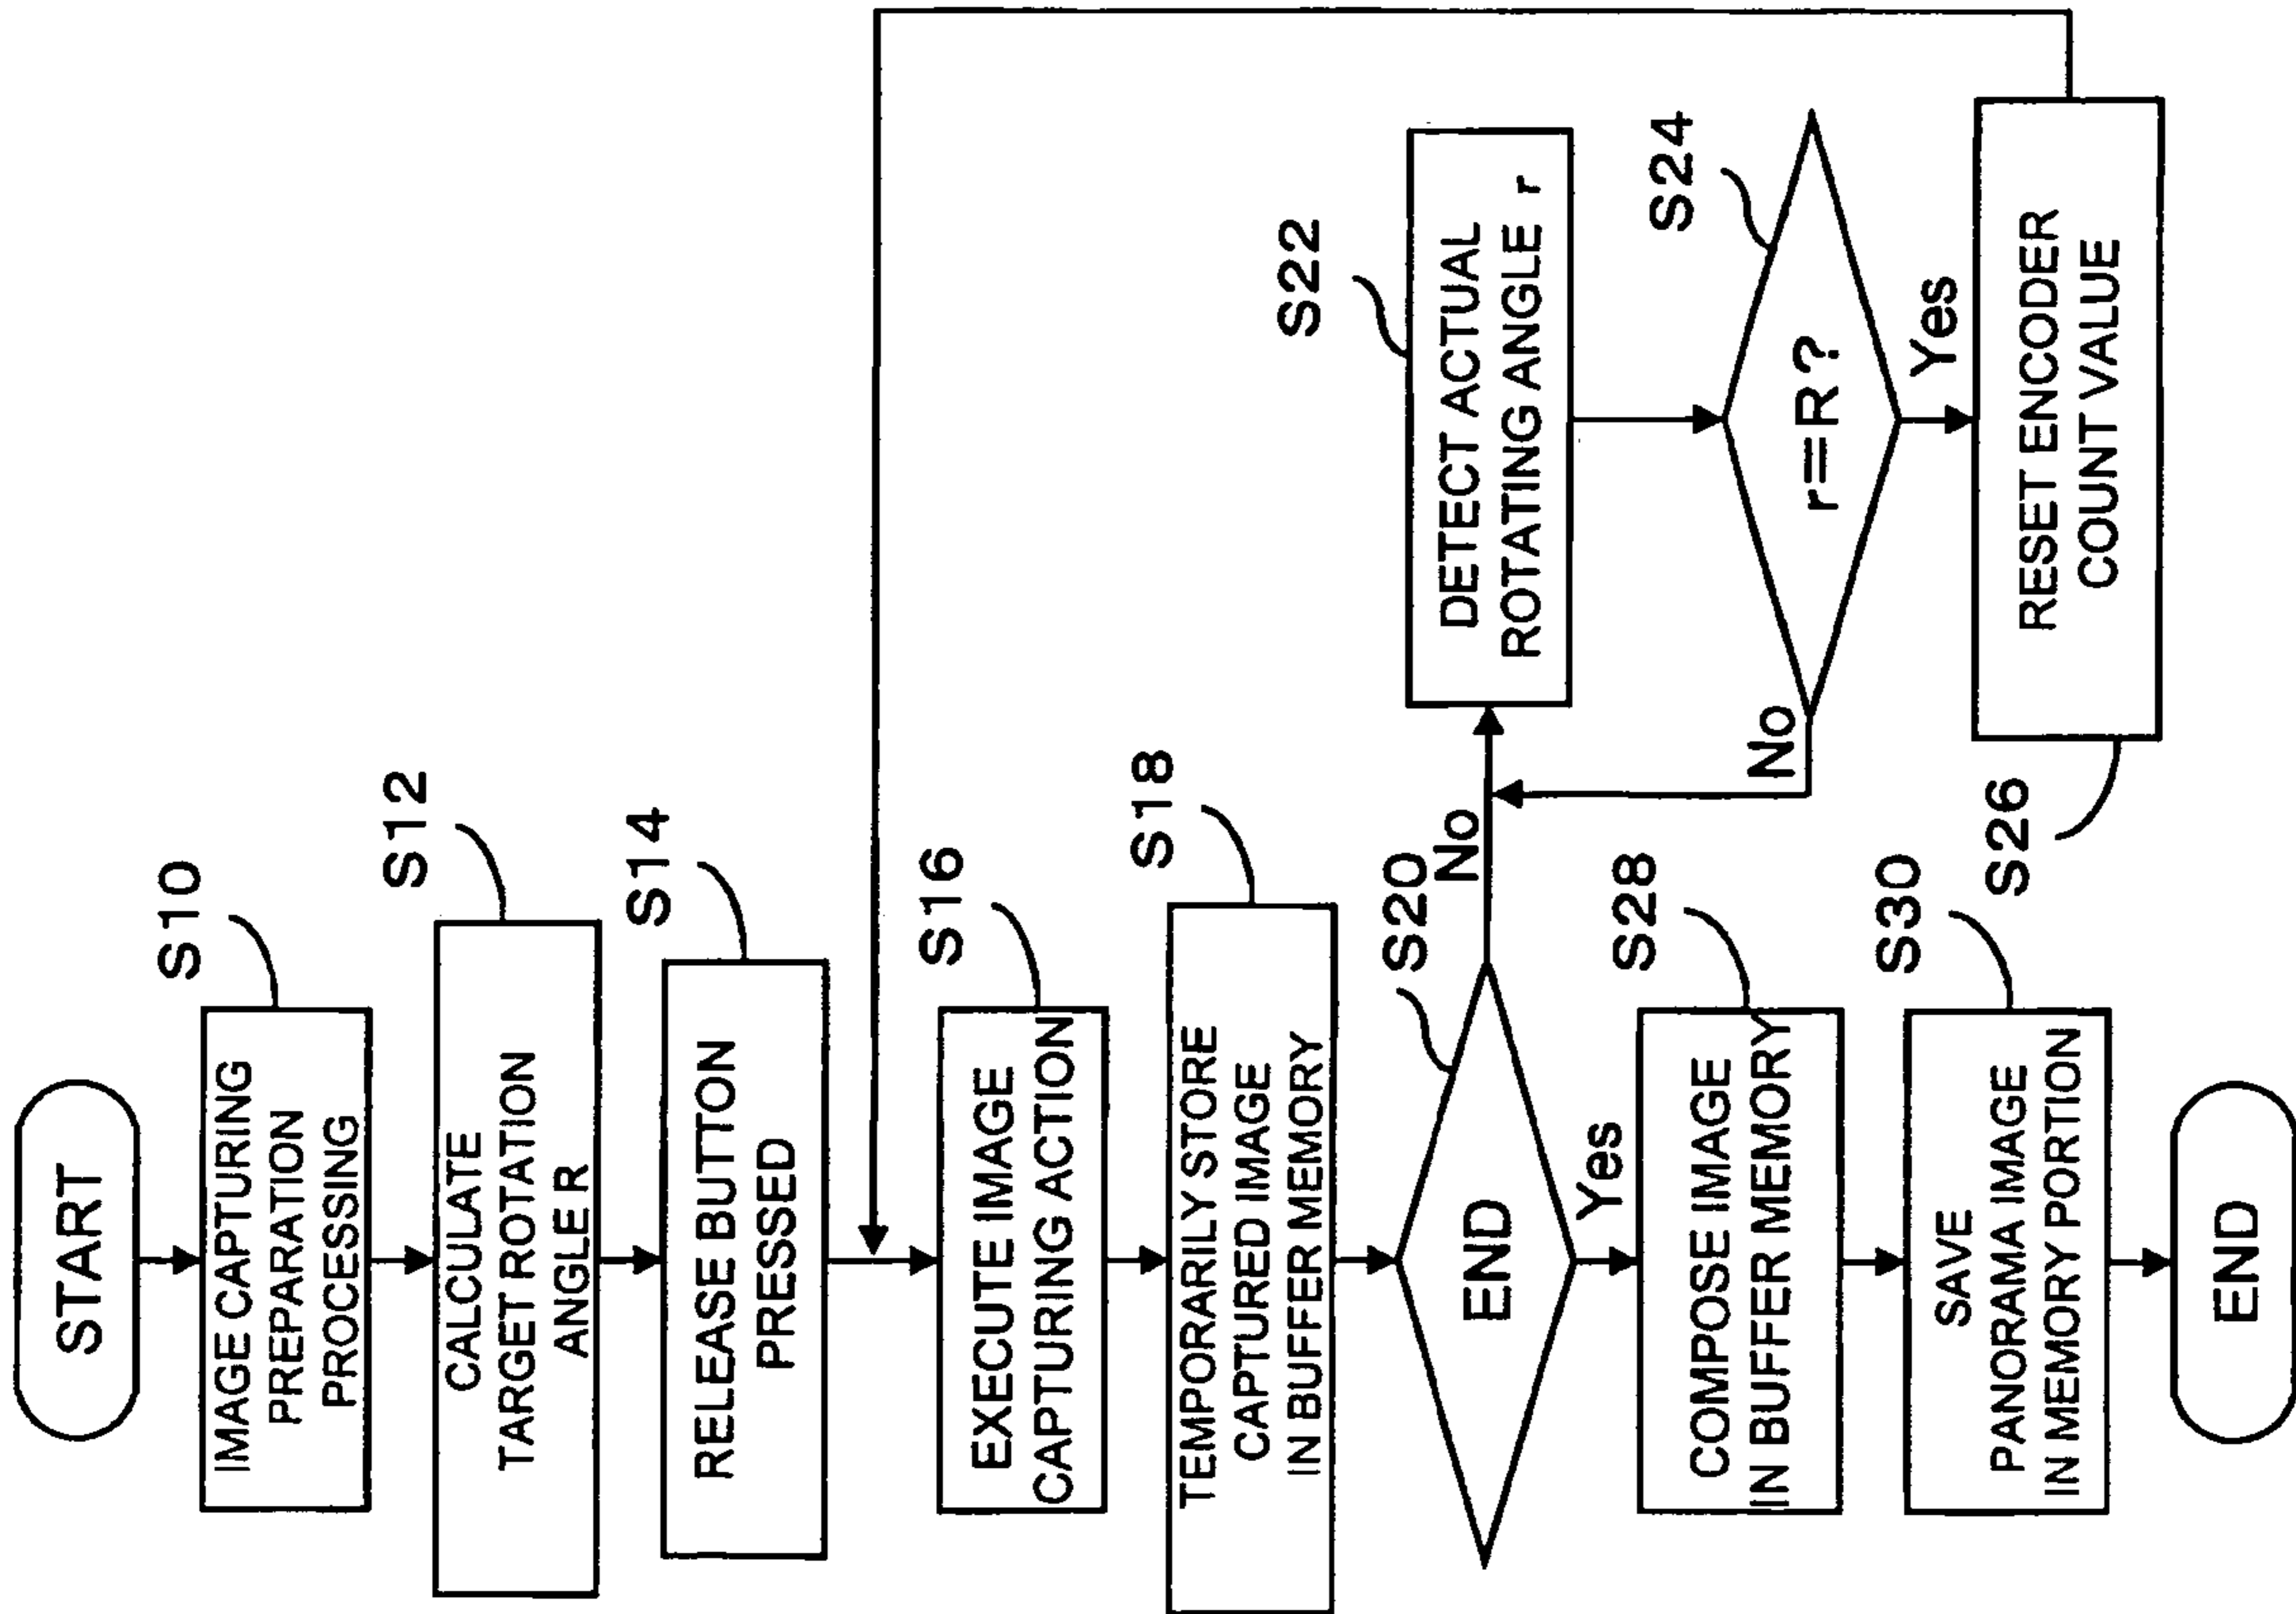 START
S10
IMAGE CAPTURING
PREPARATION
PROCESSING
S12
CALCULATE
TARGET ROTATION
ANGLE R
S14
RELEASE BUTTON
PRESSED
S16
EXECUTE IMAGE
CAPTURING ACTION
S18
TEMPORARILY STORE
CAPTURED IMAGE
IN BUFFER MEMORY
S20
END
No
Yes
S22
DETECT ACTUAL
ROTATING ANGLE r
S24
r=R?
No
Yes
S26
RESET ENCODER
COUNT VALUE
S28
COMPOSE IMAGE
IN BUFFER MEMORY
S30
SAVE
PANORAMA IMAGE
IN MEMORY PORTION
END